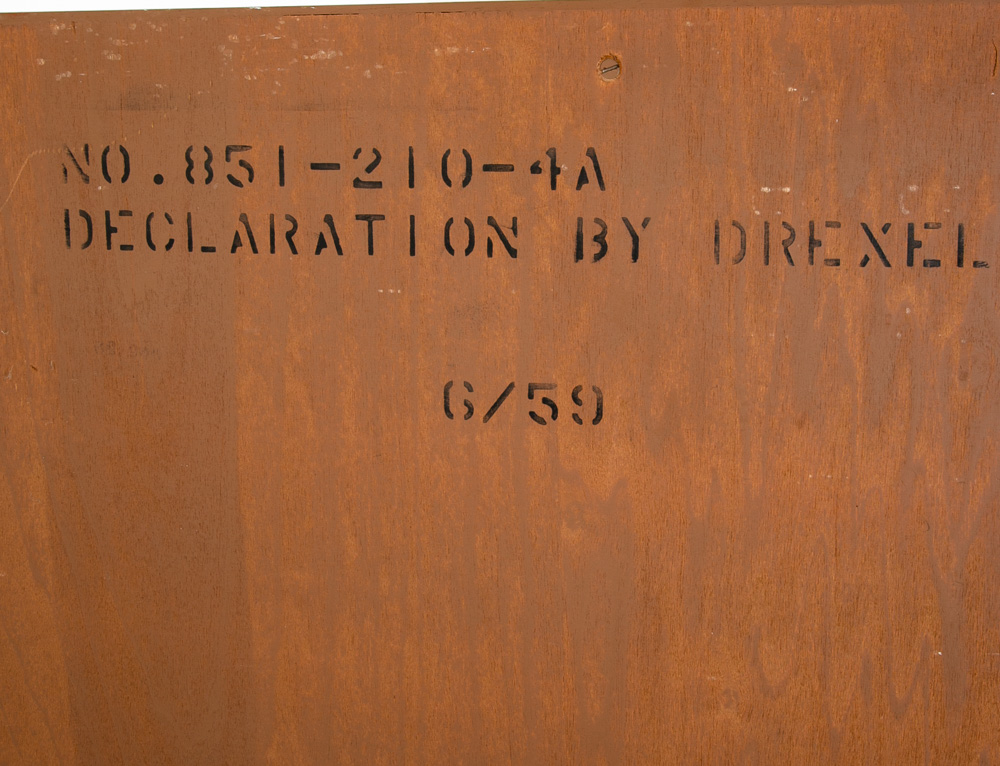 NO.851-210-4A
DECLARATION BY DREXEL
6/59